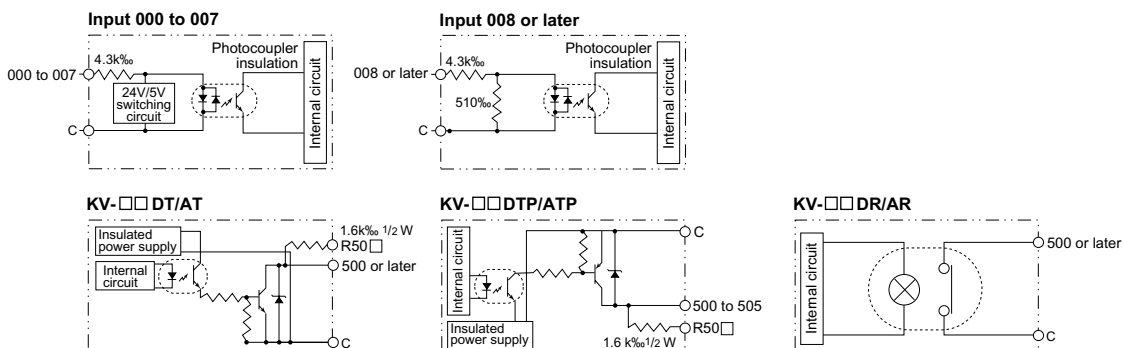 Input 000 to 007
4.3k‰
000 to 007
24V/5V
switching
circuit
C
Photocoupler
insulation
Internal circuit
Input 008 or later
4.3k‰
008 or later
510‰
C
Photocoupler
insulation
Internal circuit
KV-□□ DT/AT
Insulated
power supply
Internal
circuit
1.6k‰ 1/2 W
R50□
500 or later
C
KV-□□ DTP/ATP
Internal circuit
Insulated
power supply
C
500 to 505
R50□
1.6 k‰1/2 W
KV-□□ DR/AR
Internal circuit
500 or later
C